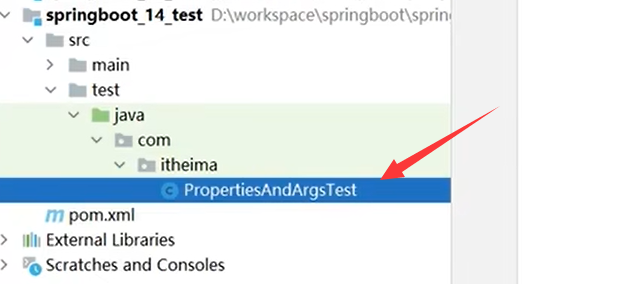 springboot_14_test D:\workspace\springboot\sprin
src
main
test
java
com
itheima
C PropertiesAndArgsTest
m pom.xml
External Libraries
Scratches and Consoles